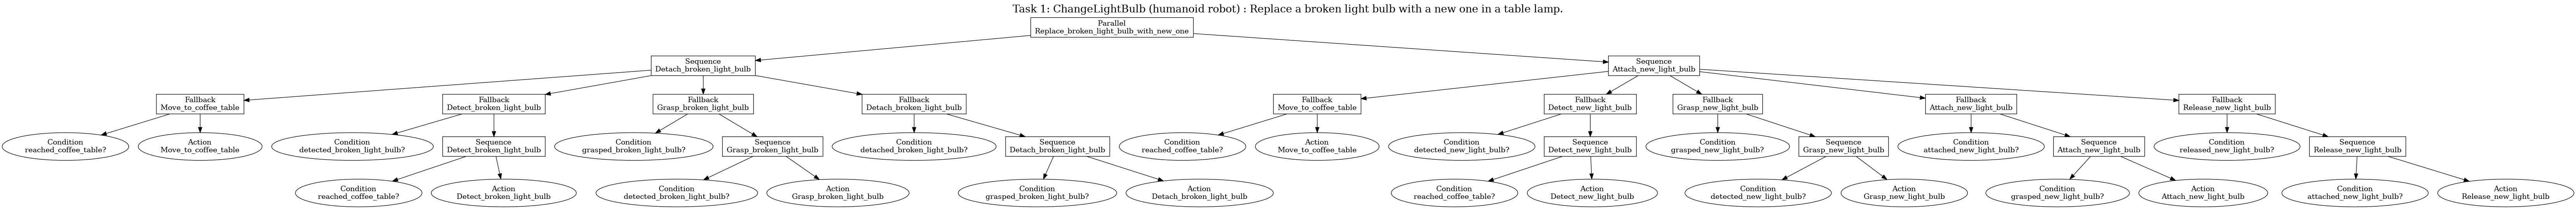 Task 1: ChangeLightBulb (humanoid robot) : Replace a broken light bulb with a new one in a table lamp.
Parallel
Replace_broken_light_bulb_with_new_one
Sequence
Detach_broken_light_bulb
Sequence
Attach_new_light_bulb
Fallback
Move_to_coffee_table
Fallback
Detect_broken_light_bulb
Fallback
Grasp_broken_light_bulb
Fallback
Detach_broken_light_bulb
Fallback
Move_to_coffee_table
Fallback
Detect_new_light_bulb
Fallback
Grasp_new_light_bulb
Fallback
Attach_new_light_bulb
Fallback
Release_new_light_bulb
Condition
reached_coffee_table?
Action
Move_to_coffee_table
Condition
detected_broken_light_bulb?
Sequence
Detect_broken_light_bulb
Condition
grasped_broken_light_bulb?
Sequence
Grasp_broken_light_bulb
Condition
detached_broken_light_bulb?
Sequence
Detach_broken_light_bulb
Condition
reached_coffee_table?
Action
Move_to_coffee_table
Condition
detected_new_light_bulb?
Sequence
Detect_new_light_bulb
Condition
grasped_new_light_bulb?
Sequence
Grasp_new_light_bulb
Condition
attached_new_light_bulb?
Sequence
Attach_new_light_bulb
Condition
released_new_light_bulb?
Sequence
Release_new_light_bulb
Condition
reached_coffee_table?
Action
Detect_broken_light_bulb
Condition
detected_broken_light_bulb?
Action
Grasp_broken_light_bulb
Condition
grasped_broken_light_bulb?
Action
Detach_broken_light_bulb
Condition
reached_coffee_table?
Action
Detect_new_light_bulb
Condition
detected_new_light_bulb?
Action
Grasp_new_light_bulb
Condition
grasped_new_light_bulb?
Action
Attach_new_light_bulb
Condition
attached_new_light_bulb?
Action
Release_new_light_bulb